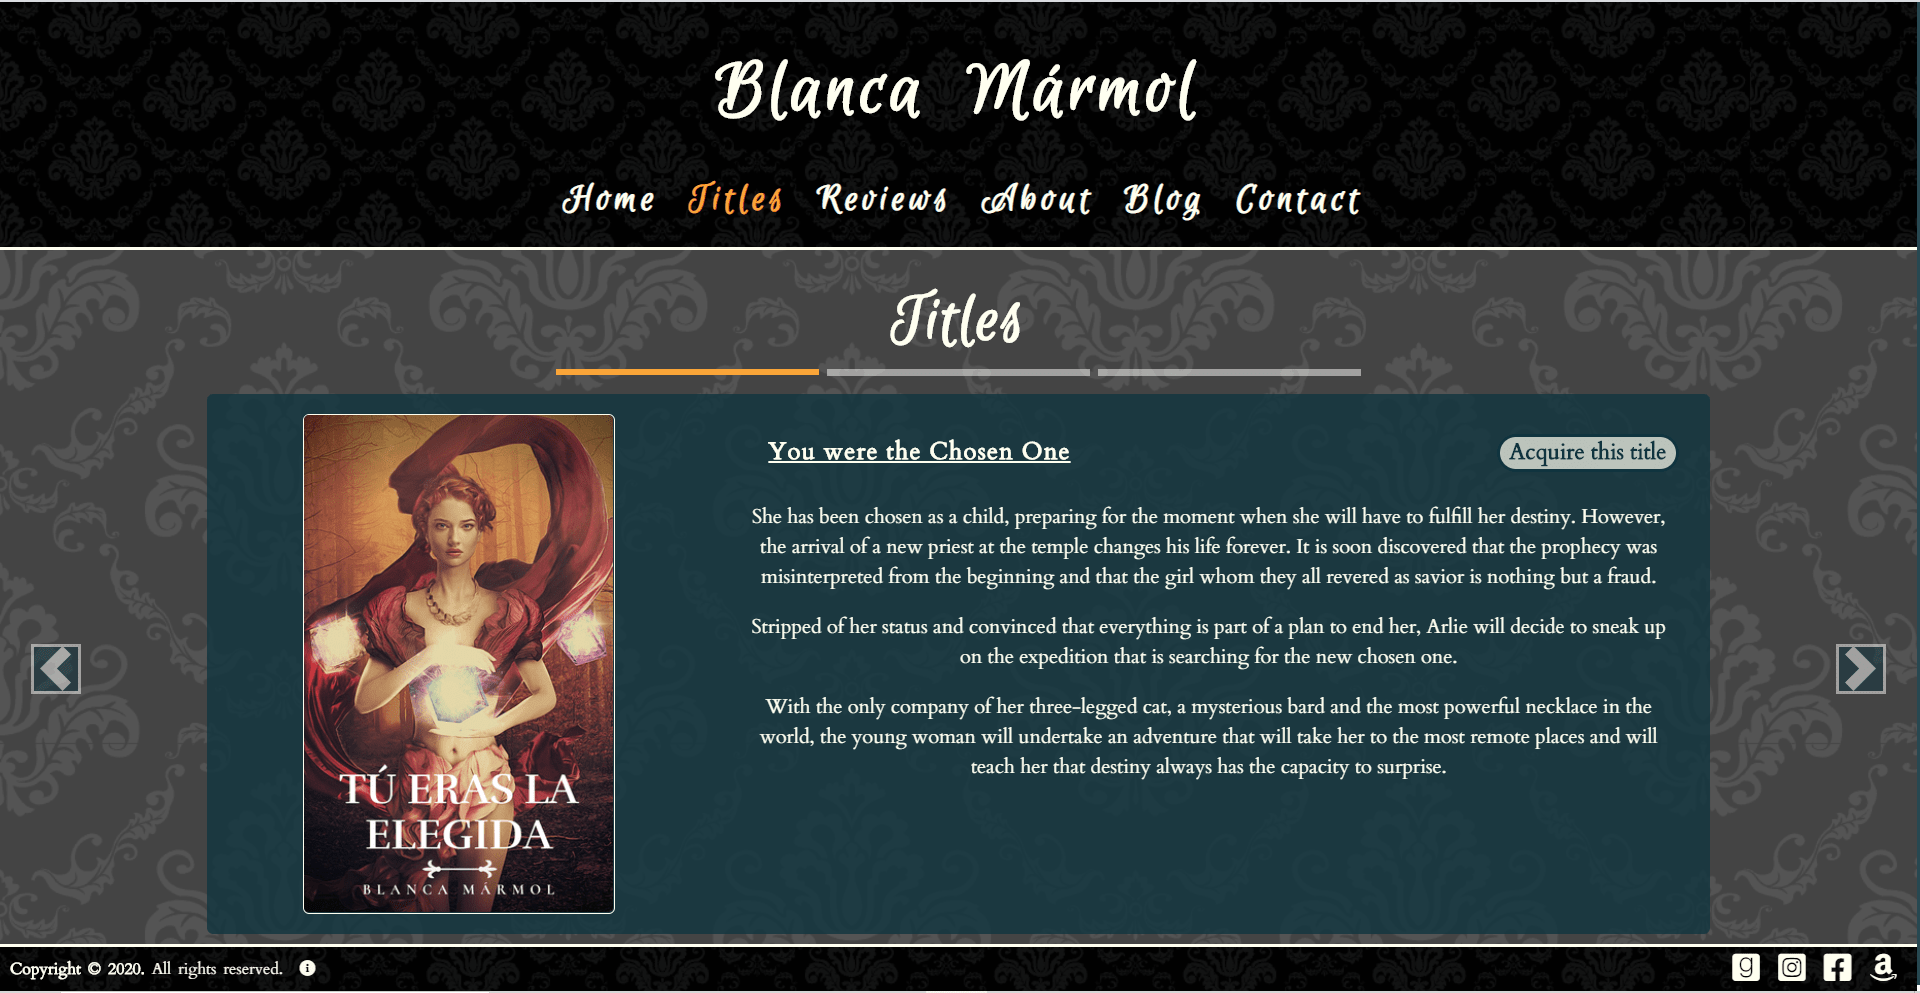 Blanca Mármol
Home Titles Reviews About Blog Contact
Titles
TÚ ERAS LA
ELEGIDA
BLANCA MÁRMOL
You were the Chosen One
Acquire this title
She has been chosen as a child, preparing for the moment when she will have to fulfill her destiny. However,
the arrival of a new priest at the temple changes his life forever. It is soon discovered that the prophecy was
misinterpreted from the beginning and that the girl whom they all revered as savior is nothing but a fraud.
Stripped of her status and convinced that everything is part of a plan to end her, Arlie will decide to sneak up
on the expedition that is searching for the new chosen one.
With the only company of her three-legged cat, a mysterious bard and the most powerful necklace in the
world, the young woman will undertake an adventure that will take her to the most remote places and will
teach her that destiny always has the capacity to surprise.
Copyright © 2020. All rights reserved.